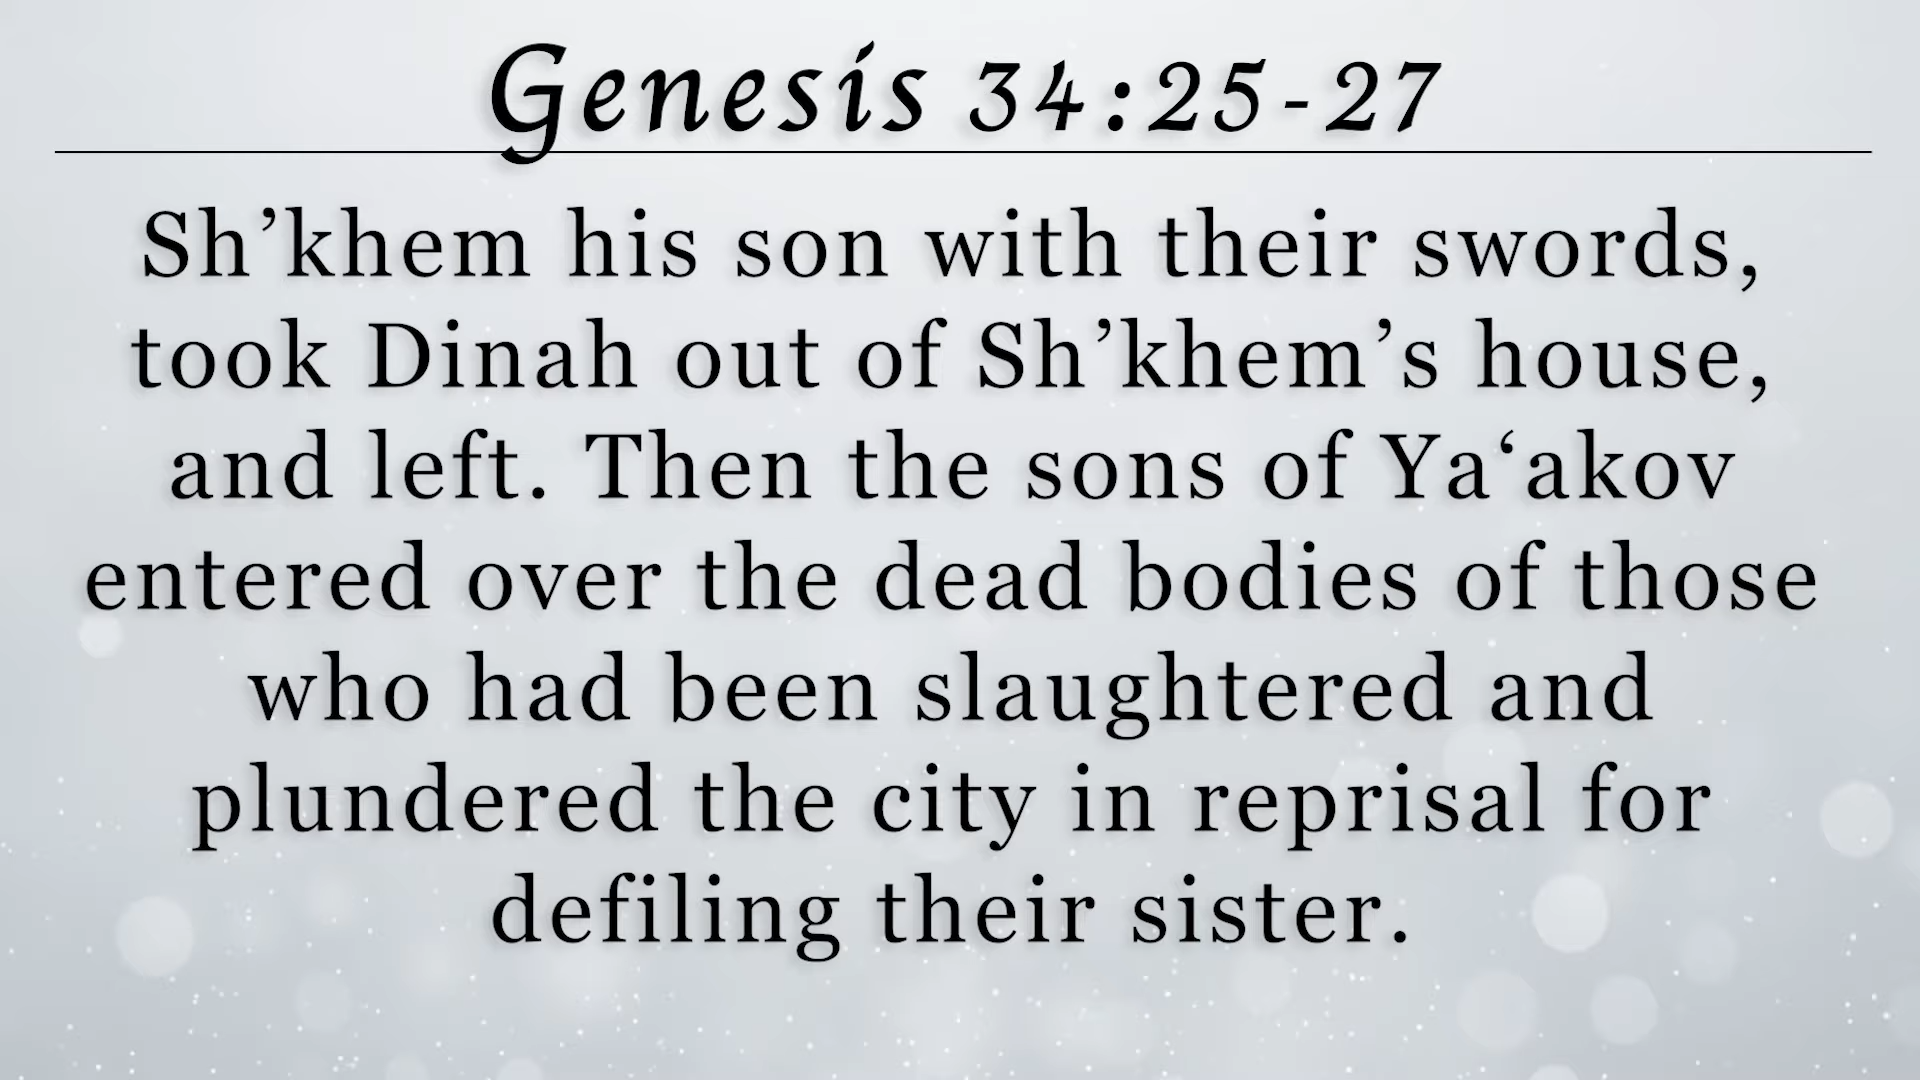 Genesis 34:25-27
Sh’khem his son with their swords,
took Dinah out of Sh’khem’s house,
and left. Then the sons of Ya‘akov
entered over the dead bodies of those
who had been slaughtered and
plundered the city in reprisal for
defiling their sister.